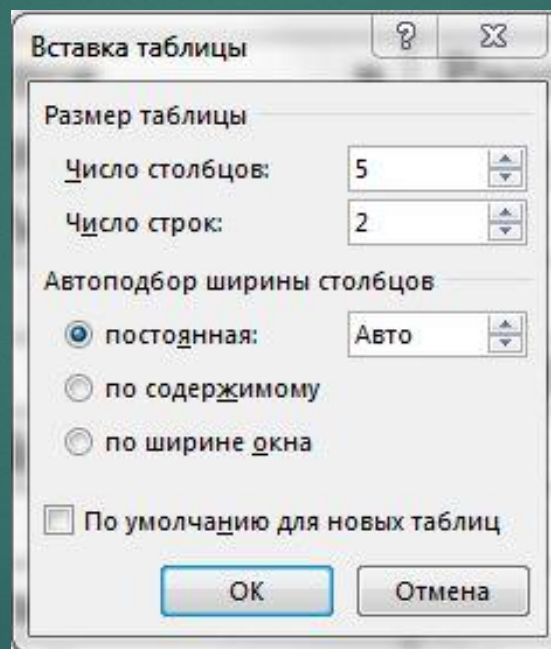 Вставка таблицы
Размер таблицы
Число столбцов: 5
Число строк: 2
Автоподбор ширины столбцов
постоянная: Авто
по содержимому
по ширине окна
По умолчанию для новых таблиц
ОК Отмена